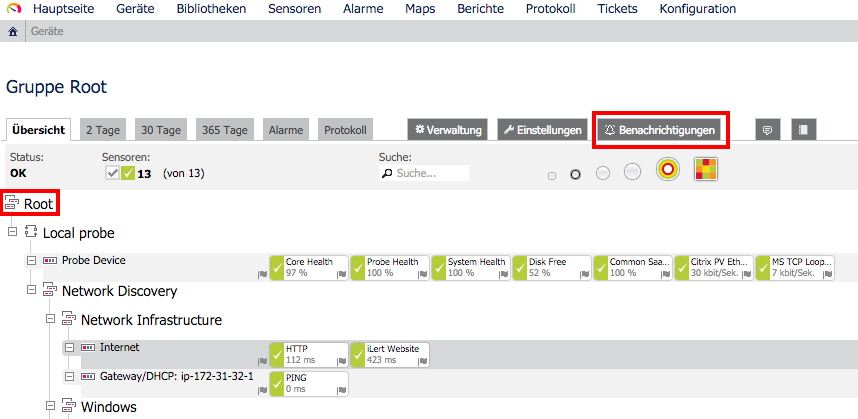 Hauptseite Geräte Bibliotheken Sensoren Alarme Maps Berichte Protokoll Tickets Konfiguration
Geräte
Gruppe Root
Übersicht 2 Tage 30 Tage 365 Tage Alarme Protokoll Verwaltung Einstellungen Benachrichtigungen
Status: Sensoren: Suche:
OK 13 (von 13) Suche...
Root
Local probe
Probe Device Core Health Probe Health System Health Disk Free Common Saa... Citrix PV Eth... MS TCP Loop...
97 % 100 % 100 % 52 % 100 % 30 kbit/Sek. 7 kbit/Sek.
Network Discovery
Network Infrastructure
Internet HTTP iLert Website
112 ms 423 ms
Gateway/DHCP: ip-172-31-32-1 PING
0 ms
Windows